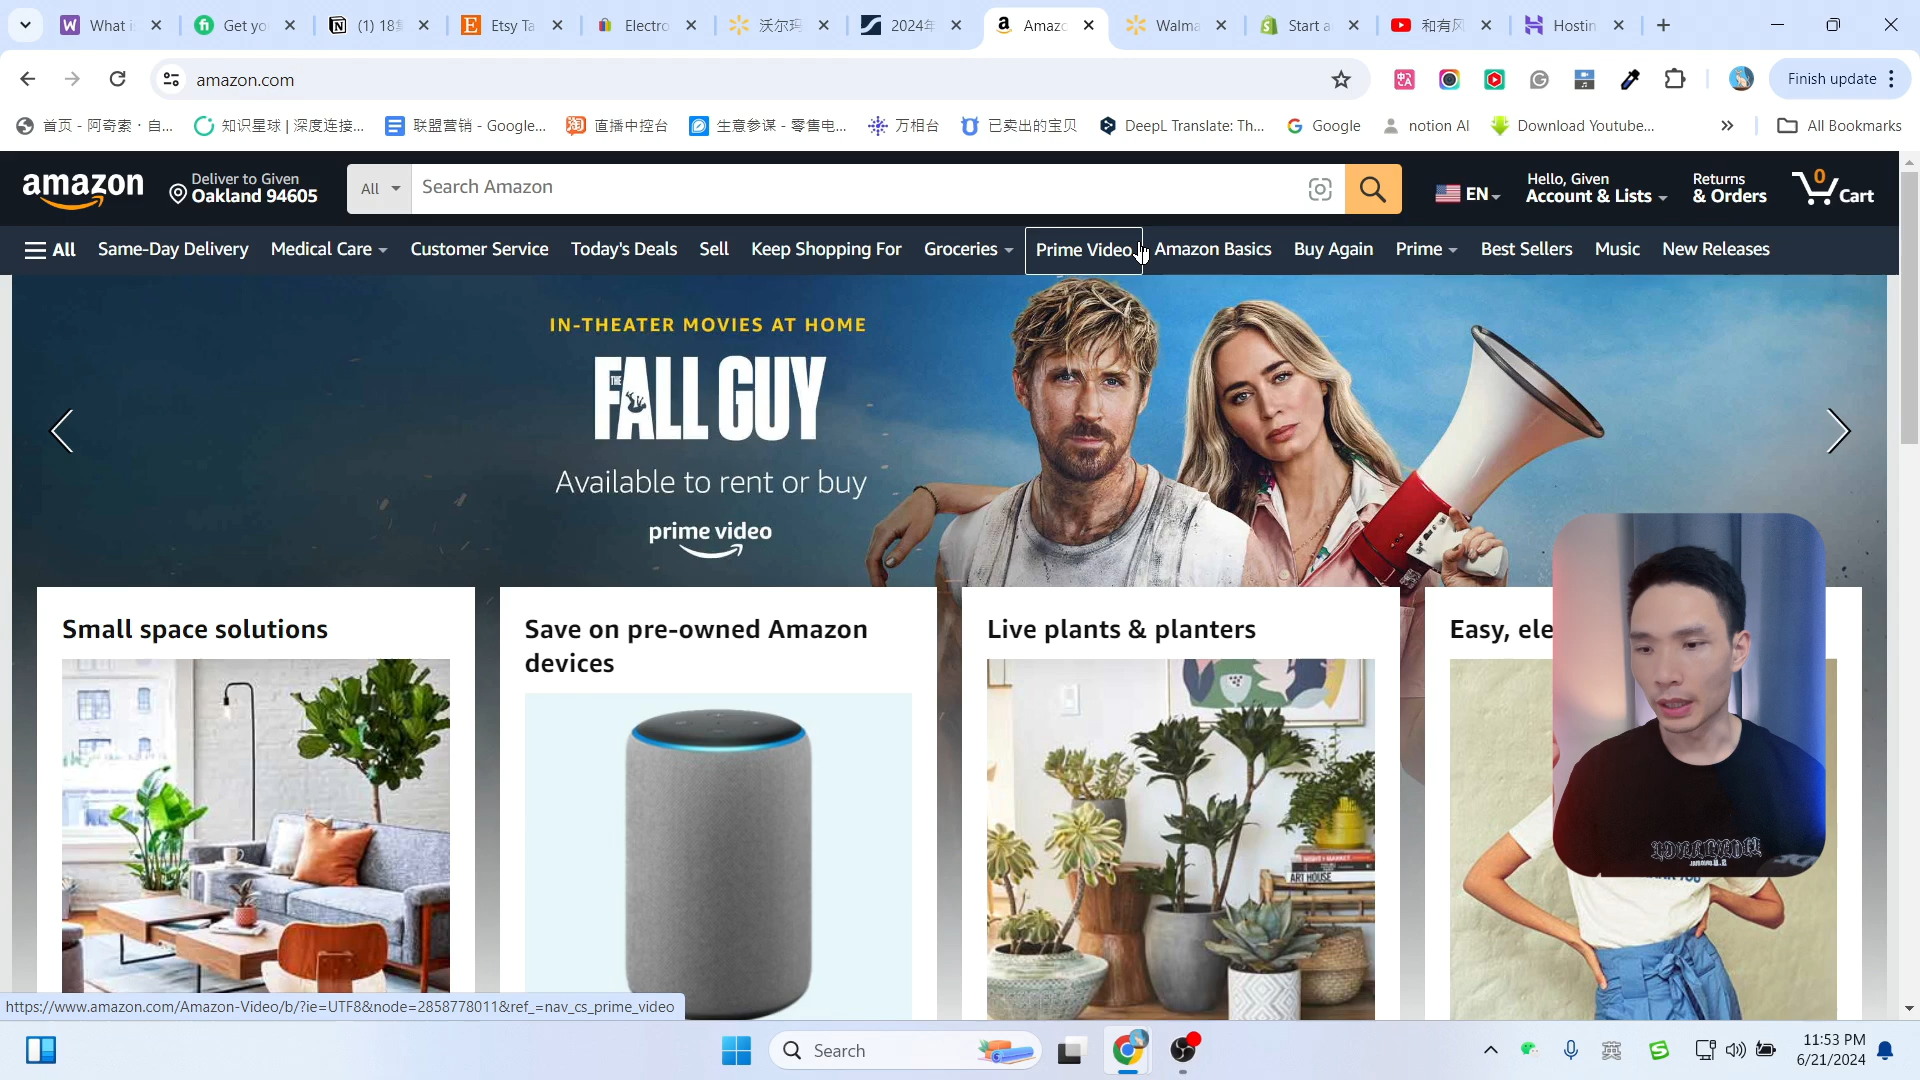 What i
Get yo
(1) 18
Etsy Ta
Electro
沃尔玛
2024年
Amazo
Walma
Start a
和有风
Hostin
amazon.com
Finish update
首页 - 阿奇索 · 自...
知识星球 | 深度连接...
联盟营销 - Google...
直播中控台
生意参谋 - 零售电...
万相台
已卖出的宝贝
DeepL Translate: Th...
Google
notion AI
Download Youtube...
All Bookmarks
amazon
Deliver to Given
Oakland 94605
All
Search Amazon
EN
Hello, Given
Account & Lists
Returns
& Orders
0
Cart
All
Same-Day Delivery
Medical Care
Customer Service
Today's Deals
Sell
Keep Shopping For
Groceries
Prime Video
Amazon Basics
Buy Again
Prime
Best Sellers
Music
New Releases
IN-THEATER MOVIES AT HOME
THE
FALL GUY
Available to rent or buy
prime video
Small space solutions
Save on pre-owned Amazon
devices
Live plants & planters
Easy, ele
ART HOUSE
https://www.amazon.com/Amazon-Video/b/?ie=UTF8&node=2858778011&ref_=nav_cs_prime_video
Search
英
11:53 PM
6/21/2024